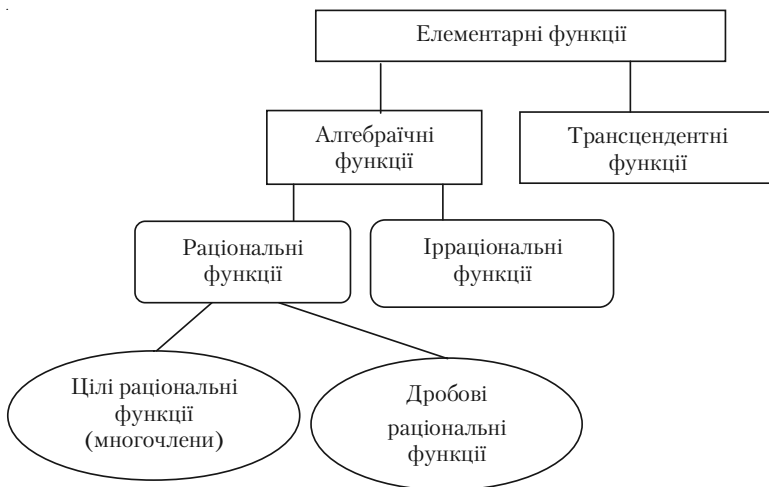 Елементарні функції
Алгебраїчні
функції
Трансцендентні
функції
Раціональні
функції
Ірраціональні
функції
Цілі раціональні
функції
(многочлени)
Дробові
раціональні
функції